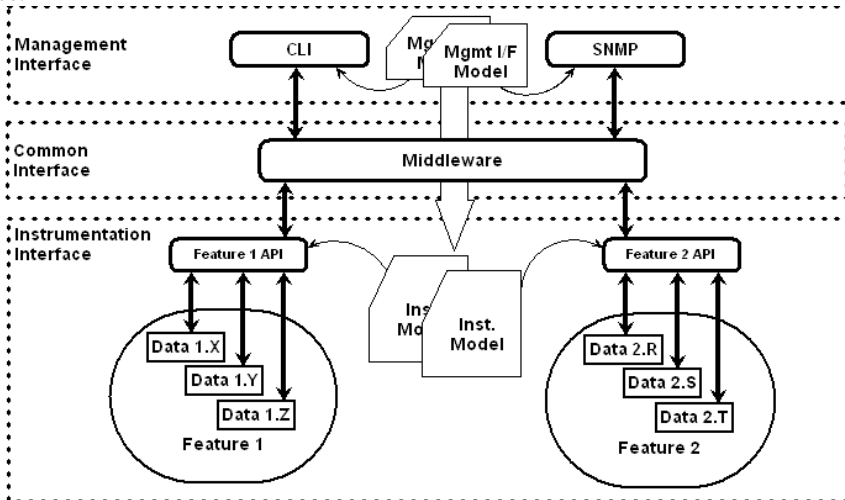 Management
Interface
CLI
Mgmt I/F
Model
SNMP
Common
Interface
Middleware
Instrumentation
Interface
Feature 1 API
Feature 2 API
Inst.
Model
Data 1.X
Data 1.Y
Data 1.Z
Feature 1
Data 2.R
Data 2.S
Data 2.T
Feature 2